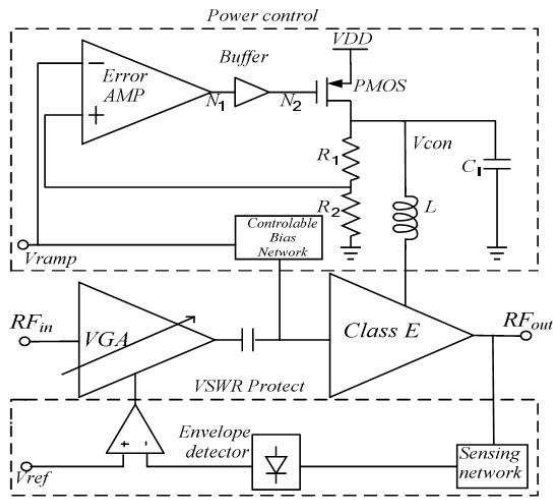 Power control
VDD
Buffer
Error
AMP
−
+
N1
N2
PMOS
R1
Vcon
C1
R2
L
Controlable
Bias
Network
Vramp
RFin
VGA
Class E
RFout
VSWR Protect
+ -
Envelope
detector
Sensing
network
Vref